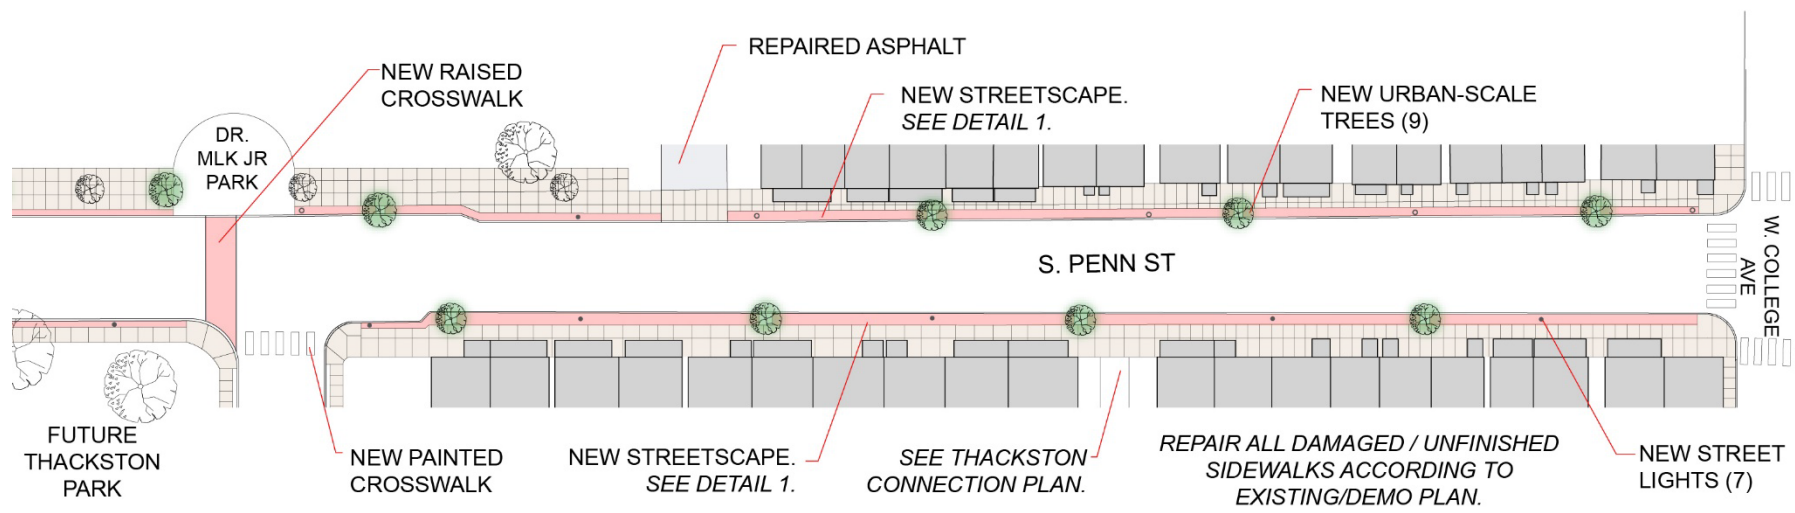 REPAIRED ASPHALT
NEW RAISED
CROSSWALK
NEW STREETSCAPE.
SEE DETAIL 1.
NEW URBAN-SCALE
TREES (9)
DR.
MLK JR
PARK
S. PENN ST
W. COLLEGE
AVE
FUTURE
THACKSTON
PARK
NEW PAINTED
CROSSWALK
NEW STREETSCAPE.
SEE DETAIL 1.
SEE THACKSTON
CONNECTION PLAN.
REPAIR ALL DAMAGED / UNFINISHED
SIDEWALKS ACCORDING TO
EXISTING/DEMO PLAN.
NEW STREET
LIGHTS (7)